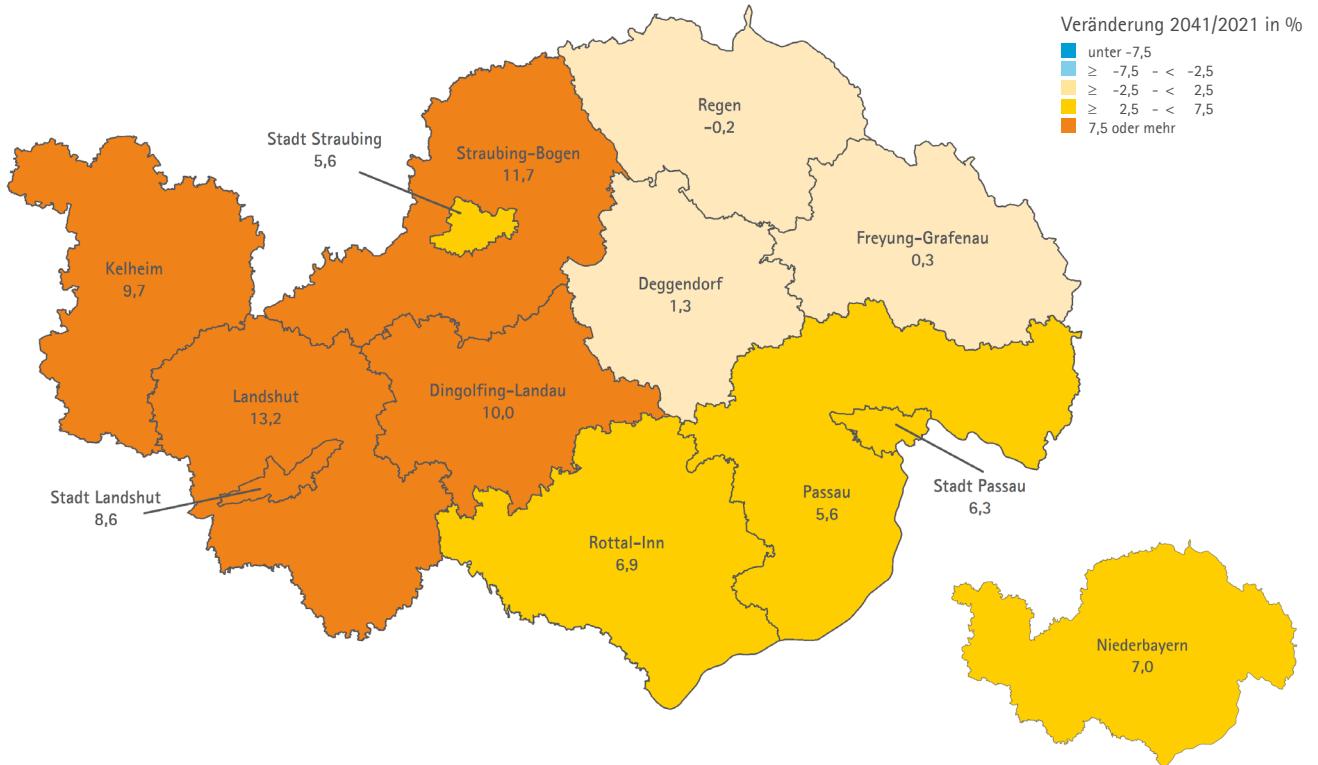 Veränderung 2041/2021 in %
unter -7,5
≥ -7,5 - < -2,5
≥ -2,5 - < 2,5
≥ 2,5 - < 7,5
7,5 oder mehr
Regen
-0,2
Stadt Straubing
5,6
Straubing-Bogen
11,7
Freyung-Grafenau
0,3
Kelheim
9,7
Deggendorf
1,3
Landshut
13,2
Dingolfing-Landau
10,0
Stadt Landshut
8,6
Passau
5,6
Stadt Passau
6,3
Rottal-Inn
6,9
Niederbayern
7,0